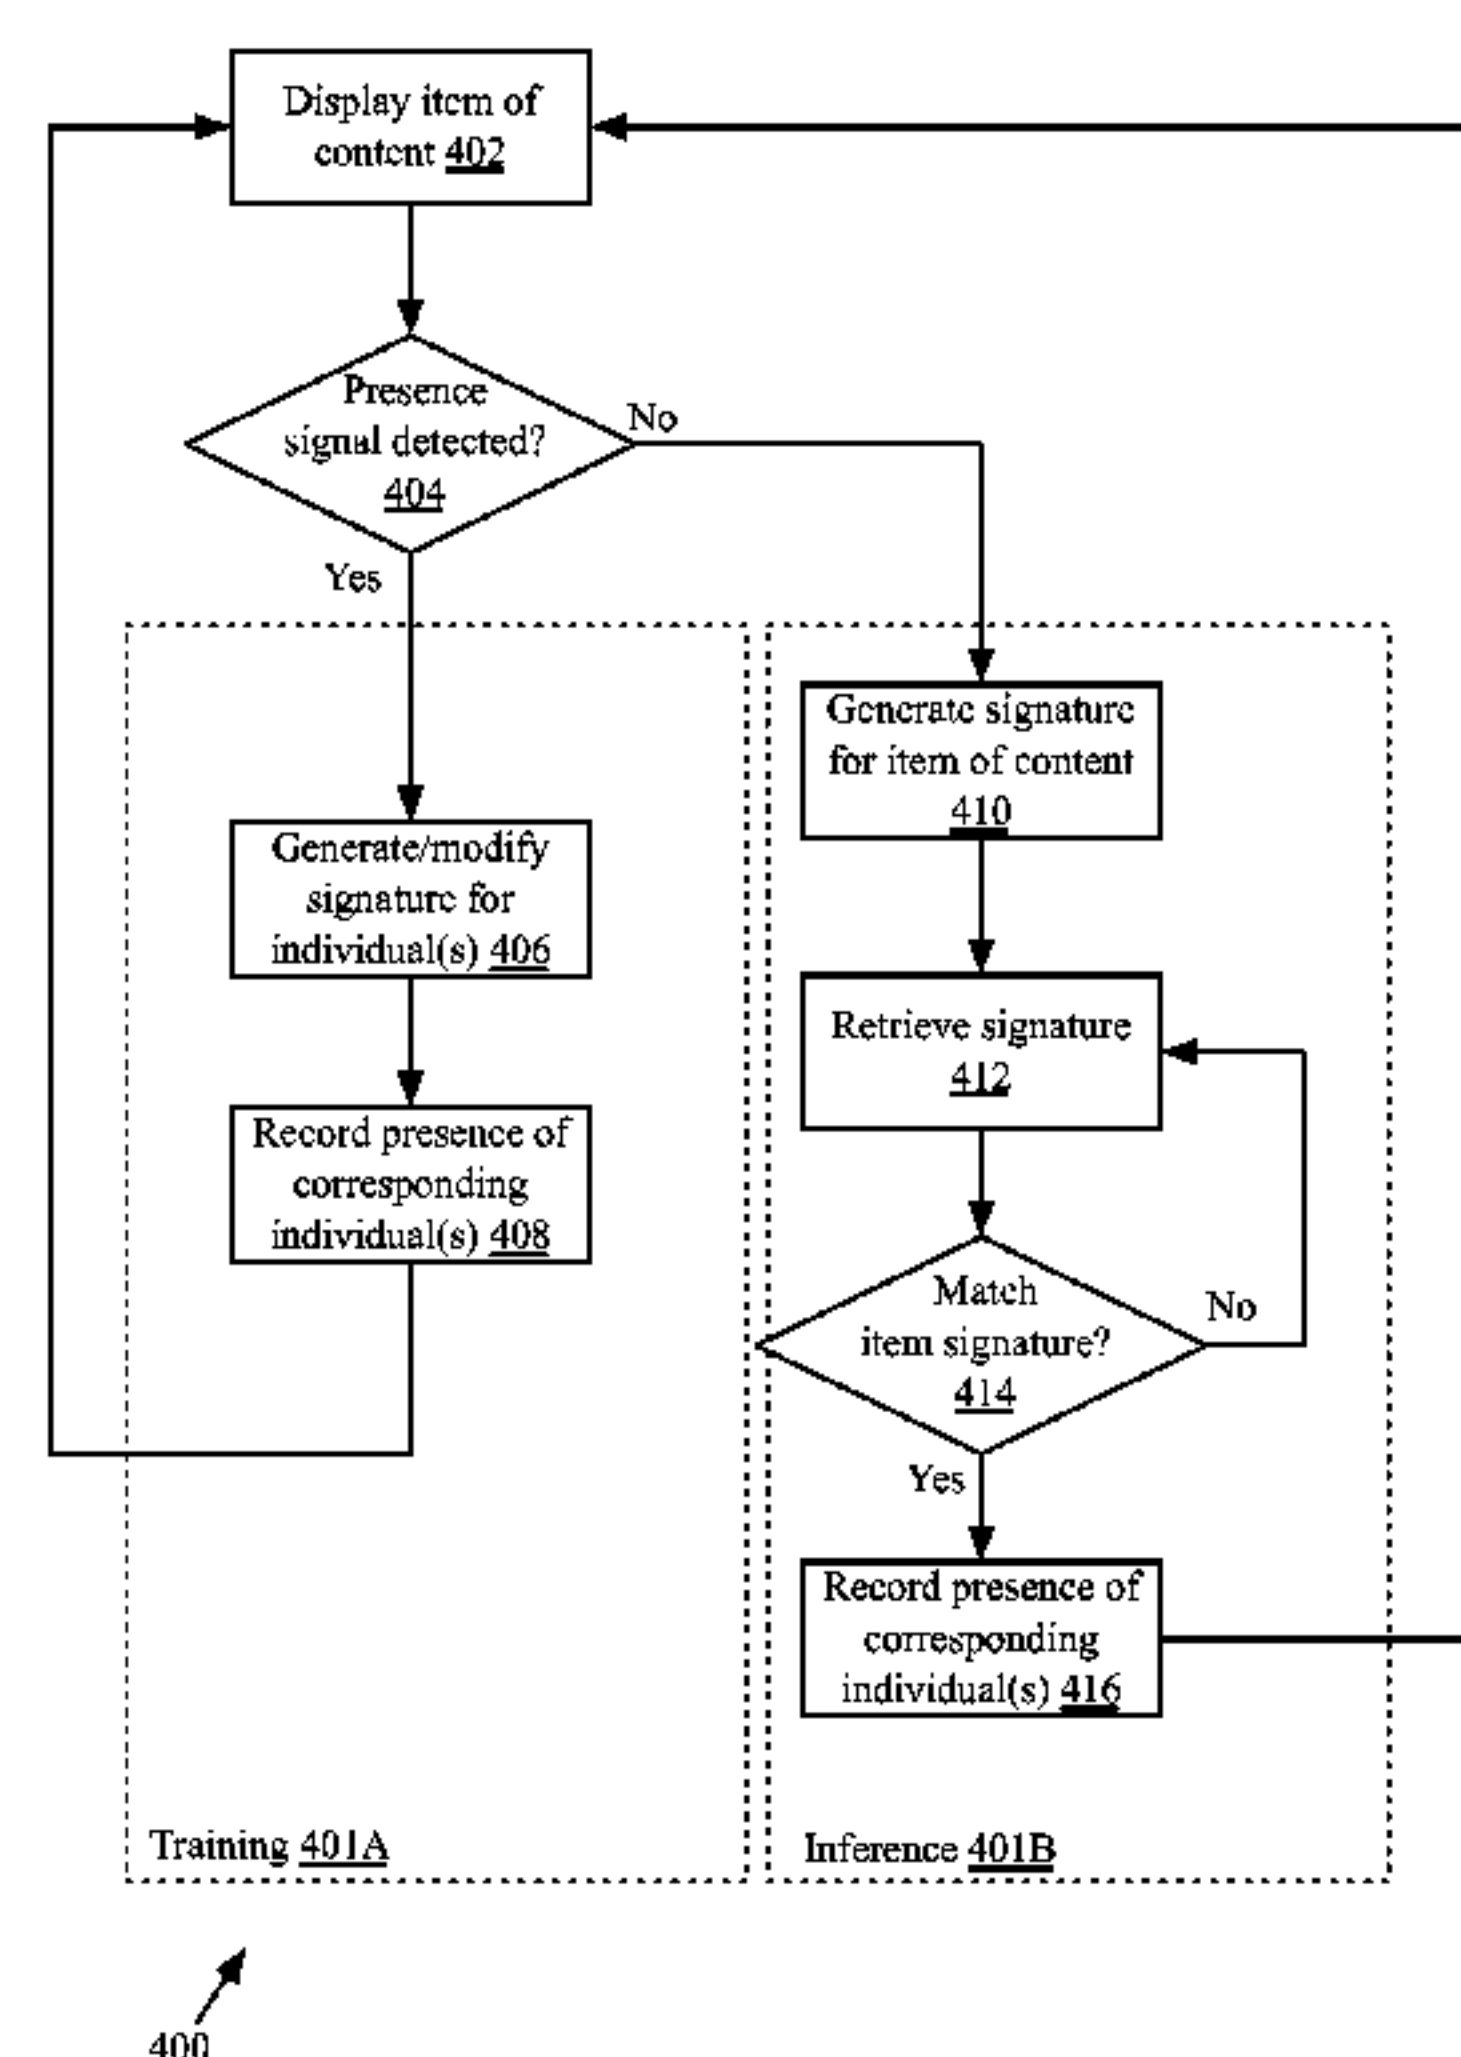 Display item of
content 402
Presence
signal detected?
404
No
Yes
Generate/modify
signature for
individual(s) 406
Record presence of
corresponding
individual(s) 408
Training 401A
Generate signature
for item of content
410
Retrieve signature
412
Match
item signature?
414
No
Yes
Record presence of
corresponding
individual(s) 416
Inference 401B
400